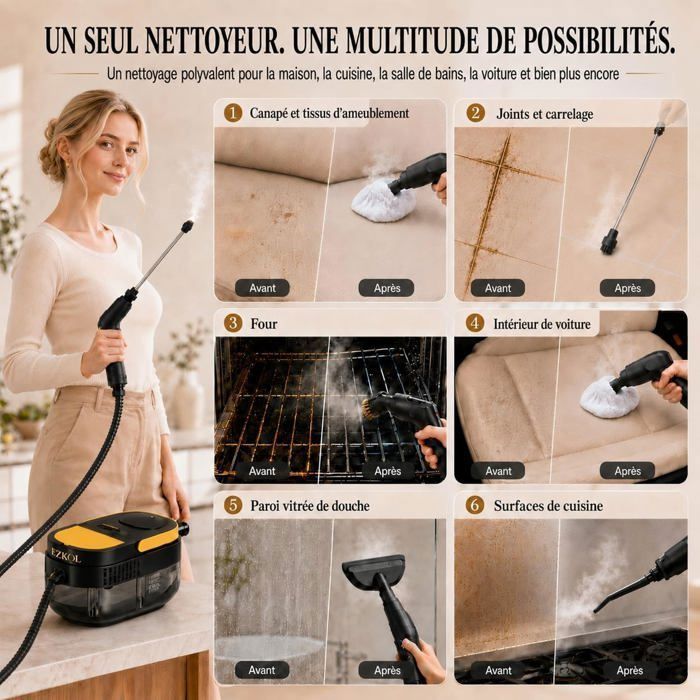 UN SEUL NETTOYEUR. UNE MULTITUDE DE POSSIBILITÉS.
Un nettoyage polyvalent pour la maison, la cuisine, la salle de bains, la voiture et bien plus encore
1 Canapé et tissus d'ameublement
Avant
Après
2 Joints et carrelage
Avant
Après
3 Four
Avant
Après
4 Intérieur de voiture
Avant
Après
5 Paroi vitrée de douche
Avant
Après
6 Surfaces de cuisine
Avant
Après
EZKOL